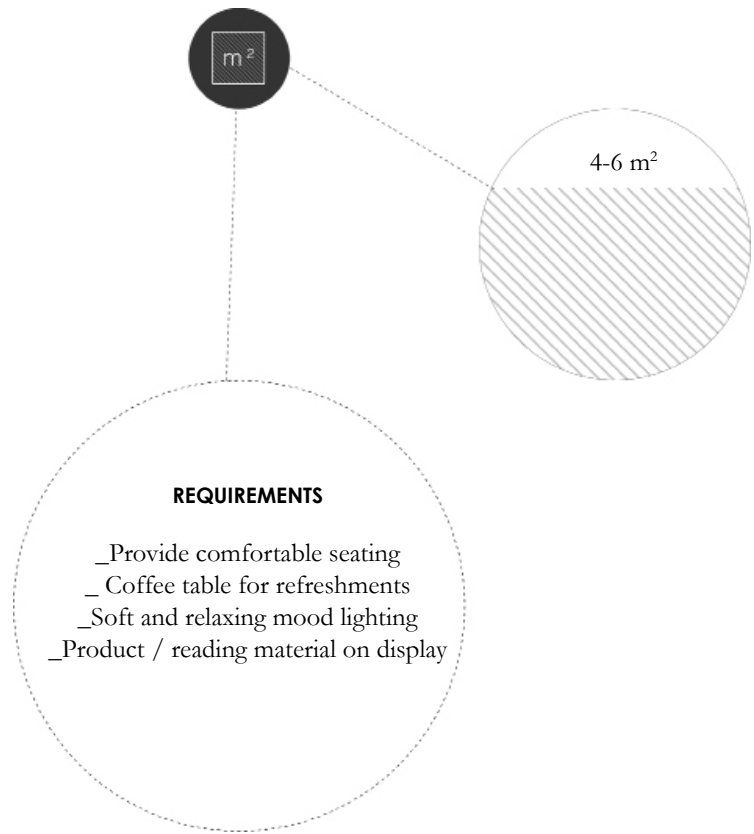 m²
4-6 m²
REQUIREMENTS
_Provide comfortable seating
_ Coffee table for refreshments
_Soft and relaxing mood lighting
_Product / reading material on display